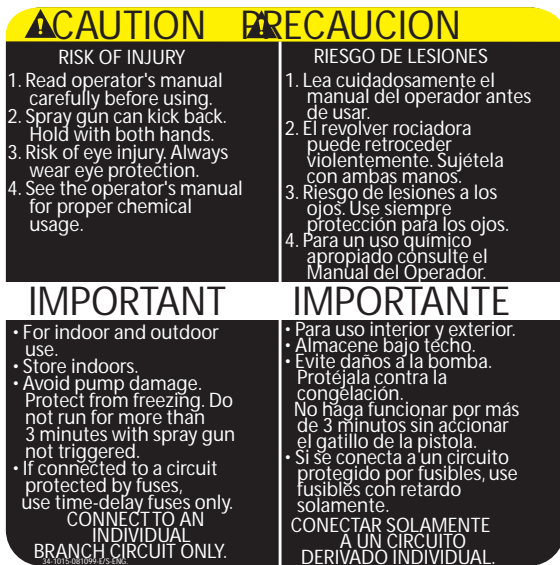 CAUTION
RISK OF INJURY
1. Read operator's manual
carefully before using.
2. Spray gun can kick back.
Hold with both hands.
3. Risk of eye injury. Always
wear eye protection.
4. See the operator's manual
for proper chemical
usage.
PRECAUCION
RIESGO DE LESIONES
1. Lea cuidadosamente el
manual del operador antes
de usar.
2. El revolver rociadora
puede retroceder
violentemente. Sujétela
con ambas manos.
3. Riesgo de lesiones a los
ojos. Use siempre
protección para los ojos.
4. Para un uso químico
apropiado consulte el
Manual del Operador.
IMPORTANT
• For indoor and outdoor
use.
• Store indoors.
• Avoid pump damage.
Protect from freezing. Do
not run for more than
3 minutes with spray gun
not triggered.
• If connected to a circuit
protected by fuses,
use time-delay fuses only.
CONNECT TO AN
INDIVIDUAL
BRANCH CIRCUIT ONLY.
34-1015-081099-E/S-ENG.
IMPORTANTE
• Para uso interior y exterior.
• Almacene bajo techo.
• Evite daños a la bomba.
Protéjala contra la
congelación.
No haga funcionar por más
de 3 minutos sin accionar
el gatillo de la pistola.
• Si se conecta a un circuito
protegido por fusibles, use
fusibles con retardo
solamente.
CONECTAR SOLAMENTE
A UN CIRCUITO
DERIVADO INDIVIDUAL.